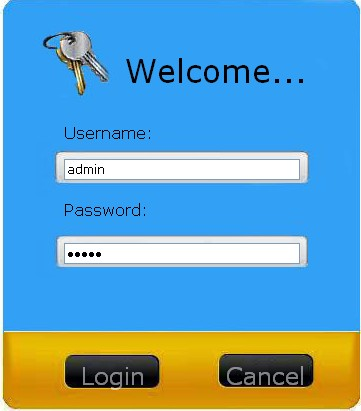 Welcome...
Username:
admin
Password:
•••••
Login
Cancel